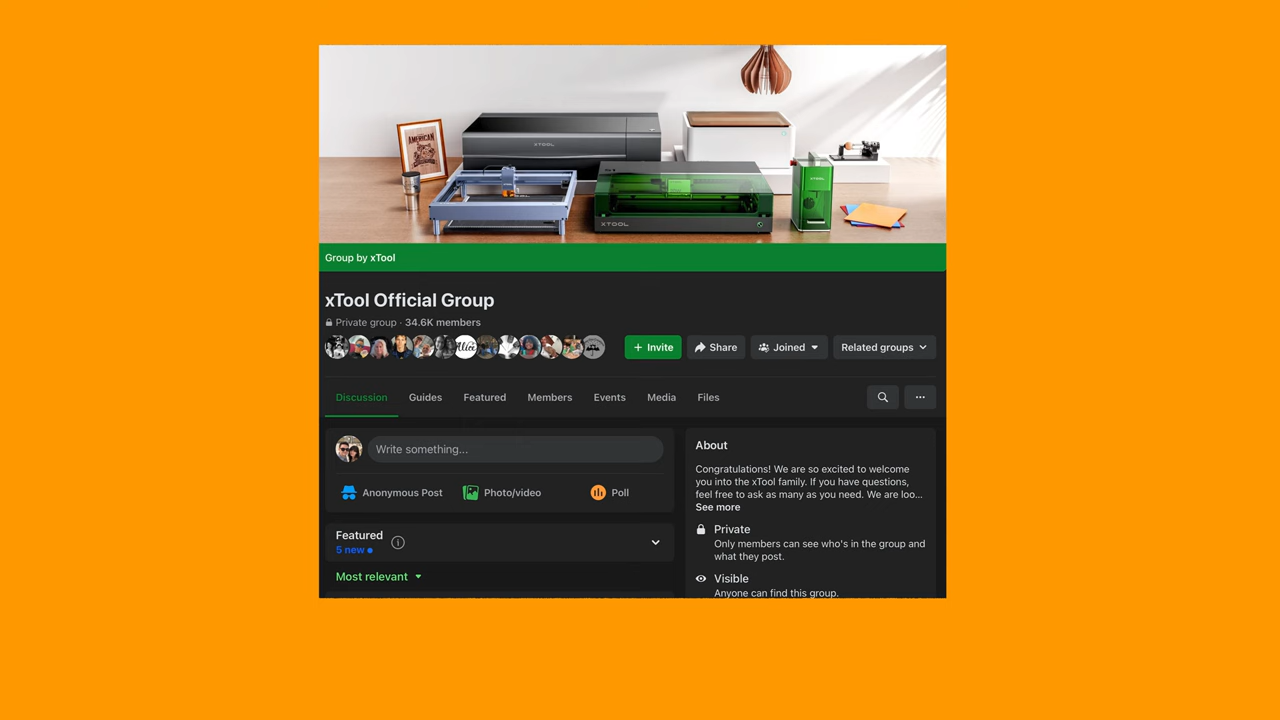 AMERICAN
XTOOL
XTOOL
XTOOL
Group by xTool
xTool Official Group
Private group · 34.6K members
Alice
+ Invite
Share
Joined
Related groups
Discussion
Guides
Featured
Members
Events
Media
Files
Write something...
Anonymous Post
Photo/video
Poll
Featured
5 new
Most relevant
About
Congratulations! We are so excited to welcome
you into the xTool family. If you have questions,
feel free to ask as many as you need. We are loo...
See more
Private
Only members can see who's in the group and
what they post.
Visible
Anyone can find this group.